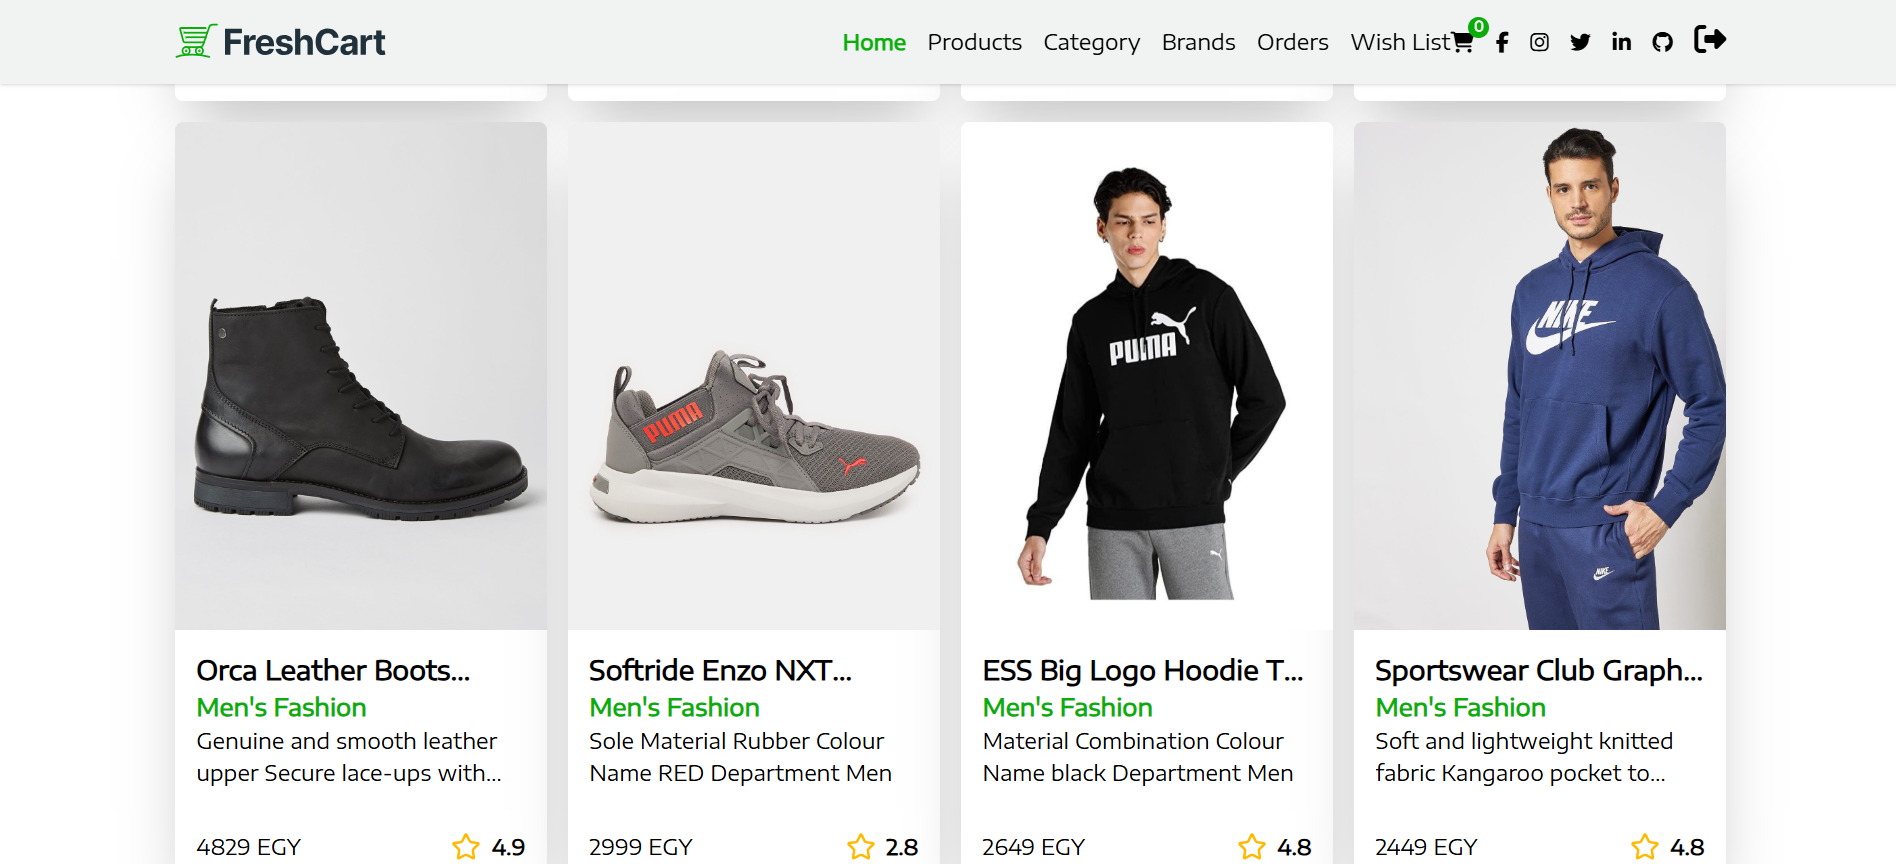 FreshCart
Home Products Category Brands Orders Wish List 0
PUMA
PUMA
NIKE
NIKE
Orca Leather Boots...
Men's Fashion
Genuine and smooth leather
upper Secure lace-ups with...
4829 EGY 4.9
Softride Enzo NXT...
Men's Fashion
Sole Material Rubber Colour
Name RED Department Men
2999 EGY 2.8
ESS Big Logo Hoodie T...
Men's Fashion
Material Combination Colour
Name black Department Men
2649 EGY 4.8
Sportswear Club Graph...
Men's Fashion
Soft and lightweight knitted
fabric Kangaroo pocket to...
2449 EGY 4.8